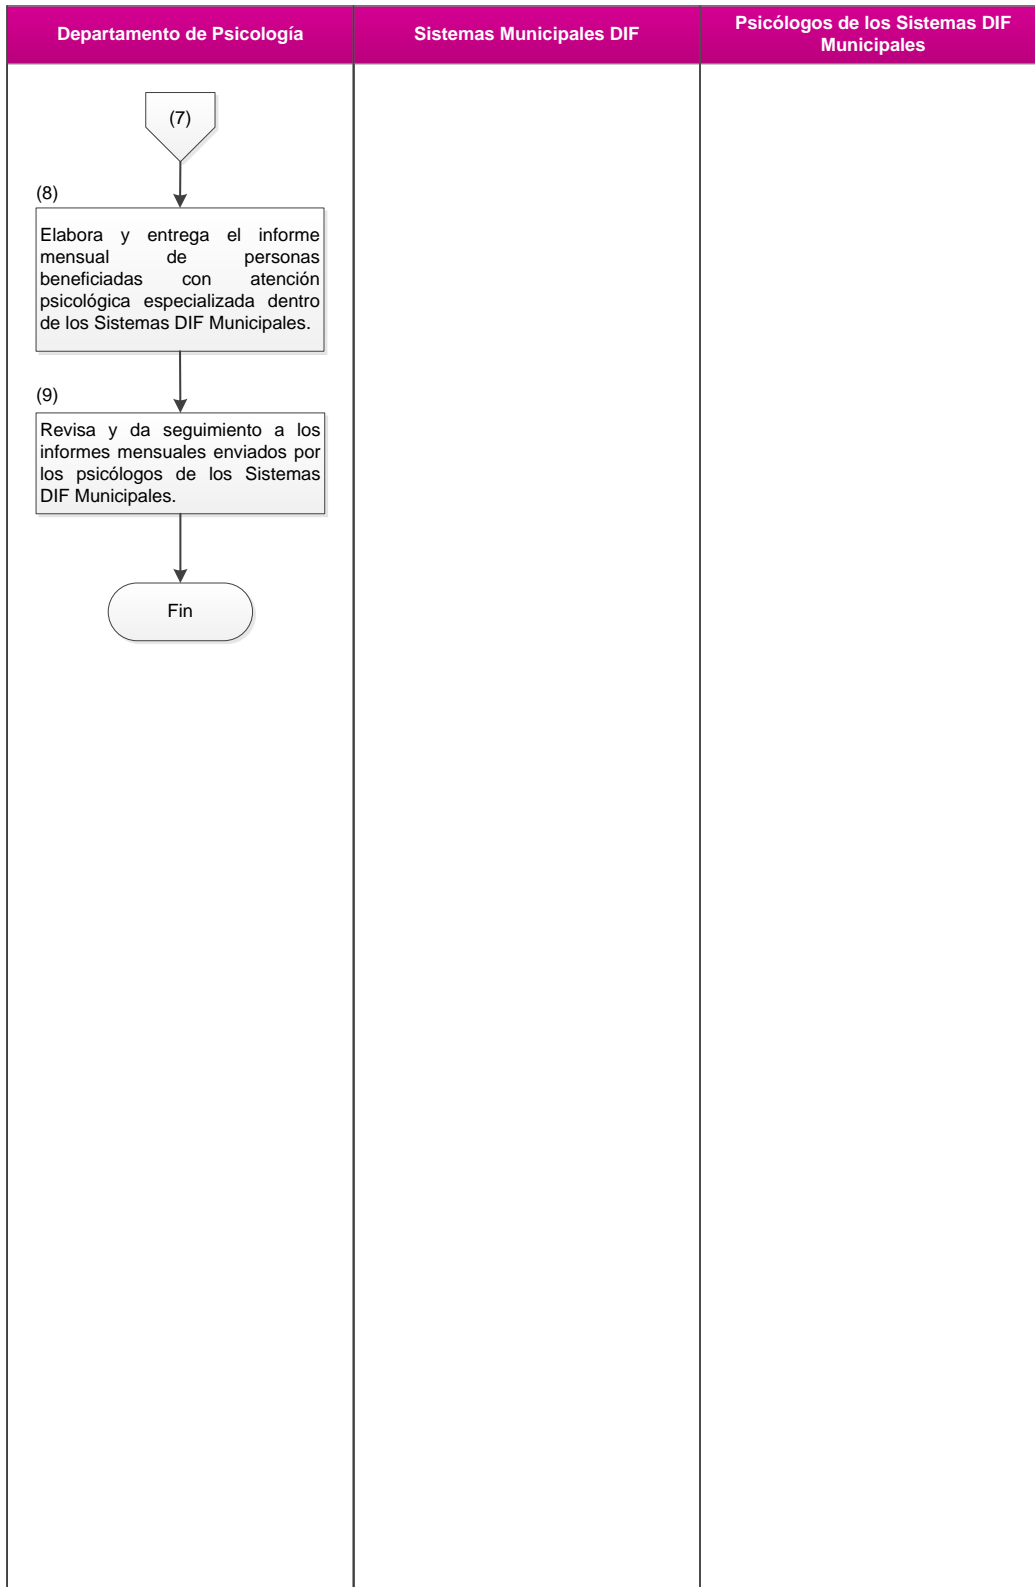 Departamento de Psicología
Sistemas Municipales DIF
Psicólogos de los Sistemas DIF
Municipales
(7)
(8)
Elabora y entrega el informe
mensual de personas
beneficiadas con atención
psicológica especializada dentro
de los Sistemas DIF Municipales.
(9)
Revisa y da seguimiento a los
informes mensuales enviados por
los psicólogos de los Sistemas
DIF Municipales.
Fin